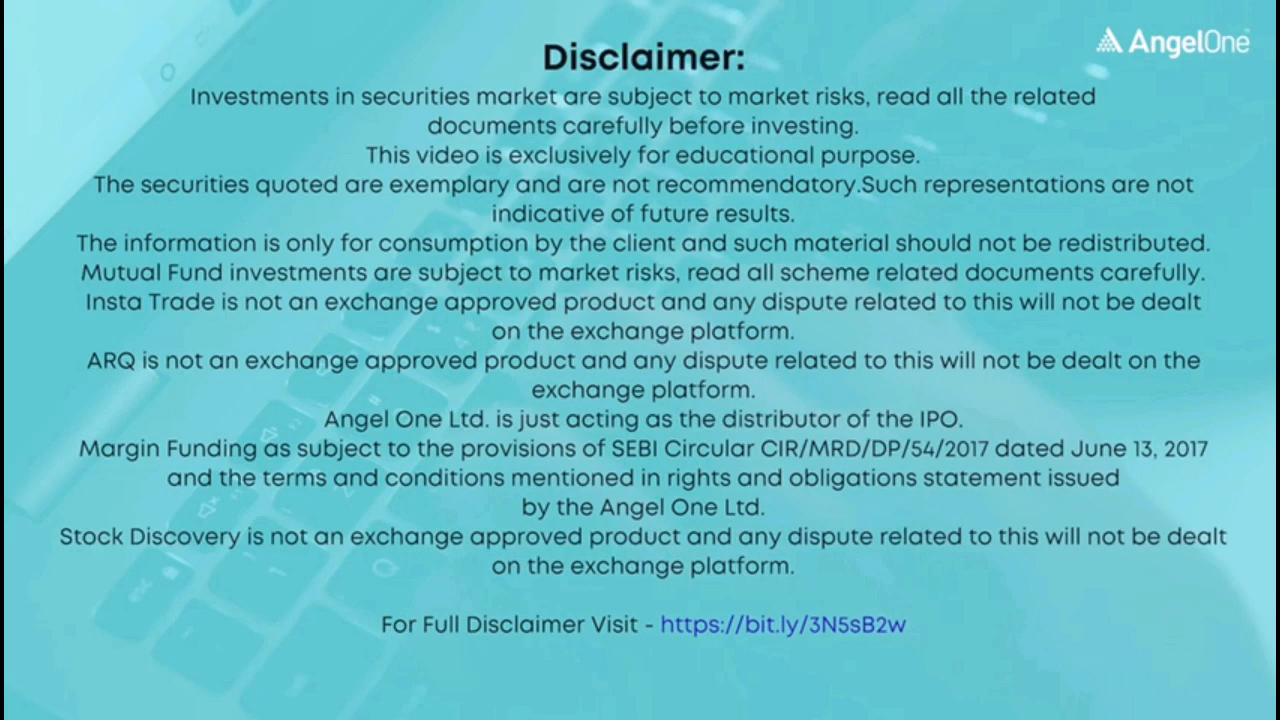 AngelOne
Disclaimer:
Investments in securities market are subject to market risks, read all the related
documents carefully before investing.
This video is exclusively for educational purpose.
The securities quoted are exemplary and are not recommendatory.Such representations are not
indicative of future results.
The information is only for consumption by the client and such material should not be redistributed.
Mutual Fund investments are subject to market risks, read all scheme related documents carefully.
Insta Trade is not an exchange approved product and any dispute related to this will not be dealt
on the exchange platform.
ARQ is not an exchange approved product and any dispute related to this will not be dealt on the
exchange platform.
Angel One Ltd. is just acting as the distributor of the IPO.
Margin Funding as subject to the provisions of SEBI Circular CIR/MRD/DP/54/2017 dated June 13, 2017
and the terms and conditions mentioned in rights and obligations statement issued
by the Angel One Ltd.
Stock Discovery is not an exchange approved product and any dispute related to this will not be dealt
on the exchange platform.
For Full Disclaimer Visit - https://bit.ly/3N5sB2w